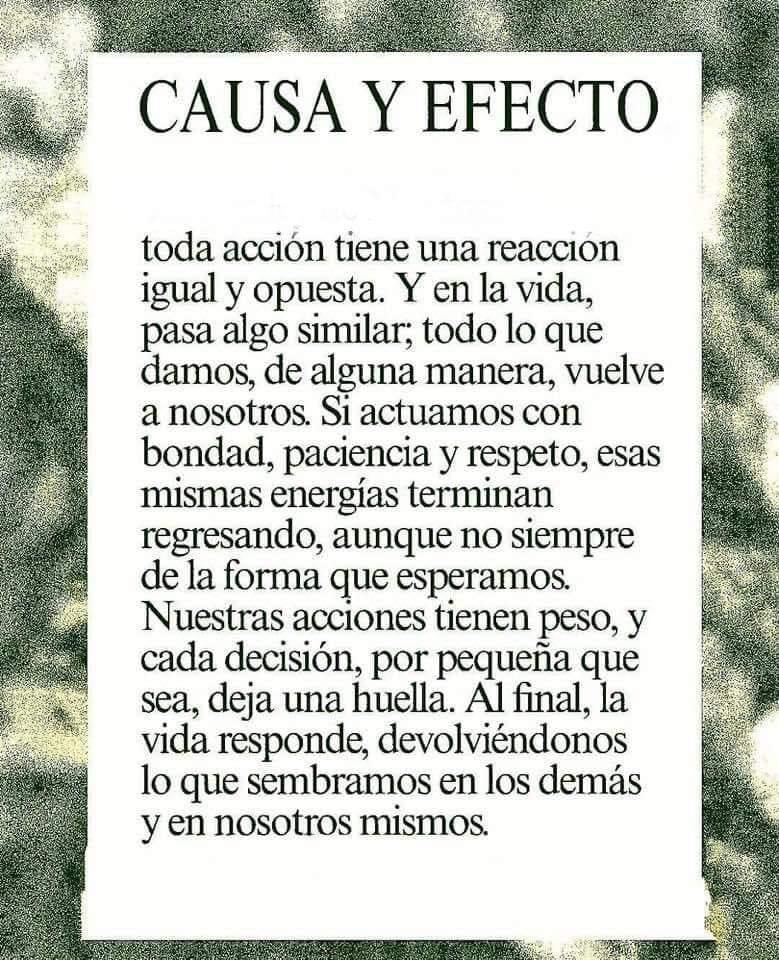 CAUSA Y EFECTO
toda acción tiene una reacción
igual y opuesta. Y en la vida,
pasa algo similar; todo lo que
damos, de alguna manera, vuelve
a nosotros. Si actuamos con
bondad, paciencia y respeto, esas
mismas energías terminan
regresando, aunque no siempre
de la forma que esperamos.
Nuestras acciones tienen peso, y
cada decisión, por pequeña que
sea, deja una huella. Al final, la
vida responde, devolviéndonos
lo que sembramos en los demás
y en nosotros mismos.